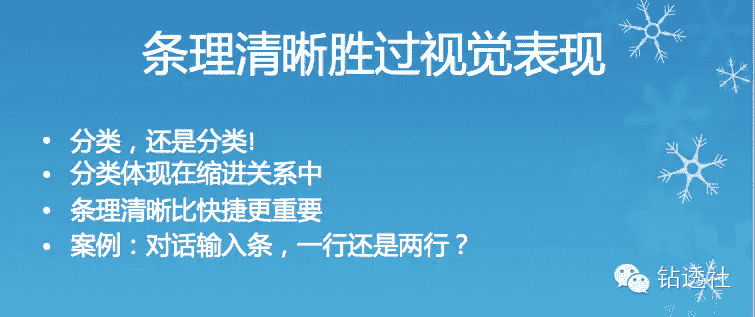 条理清晰胜过视觉表现
• 分类，还是分类!
• 分类体现在缩进关系中
• 条理清晰比快捷更重要
• 案例：对话输入条，一行还是两行？
钻透社